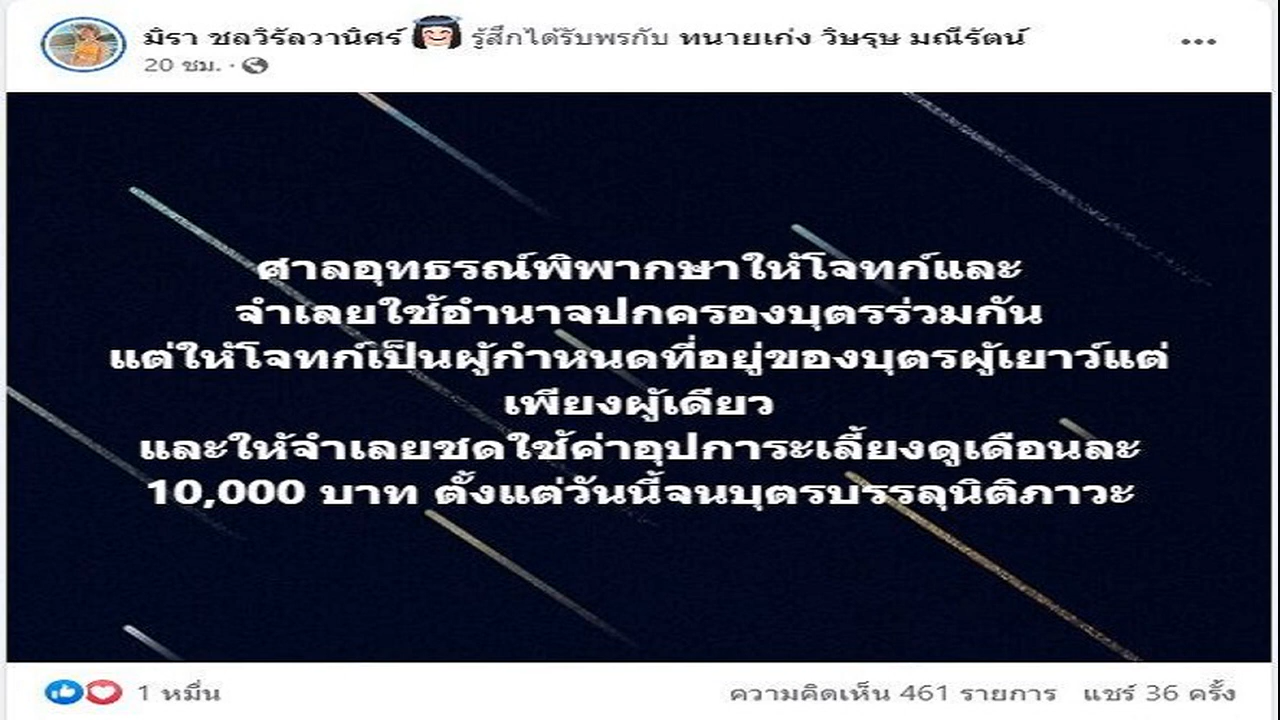 มิรา ชลวิรัลวานิศร์ รู้สึกได้รับพรกับ ทนายเก่ง วิษรุษ มณีรัตน์
20 ชม. ·
ศาลอุทธรณ์พิพากษาให้โจทก์และ
จำเลยใช้อำนาจปกครองบุตรร่วมกัน
แต่ให้โจทก์เป็นผู้กำหนดที่อยู่ของบุตรผู้เยาว์แต่
เพียงผู้เดียว
และให้จำเลยชดใช้ค่าอุปการะเลี้ยงดูเดือนละ
10,000 บาท ตั้งแต่วันนี้จนบุตรบรรลุนิติภาวะ
1 หมื่น ความคิดเห็น 461 รายการ แชร์ 36 ครั้ง